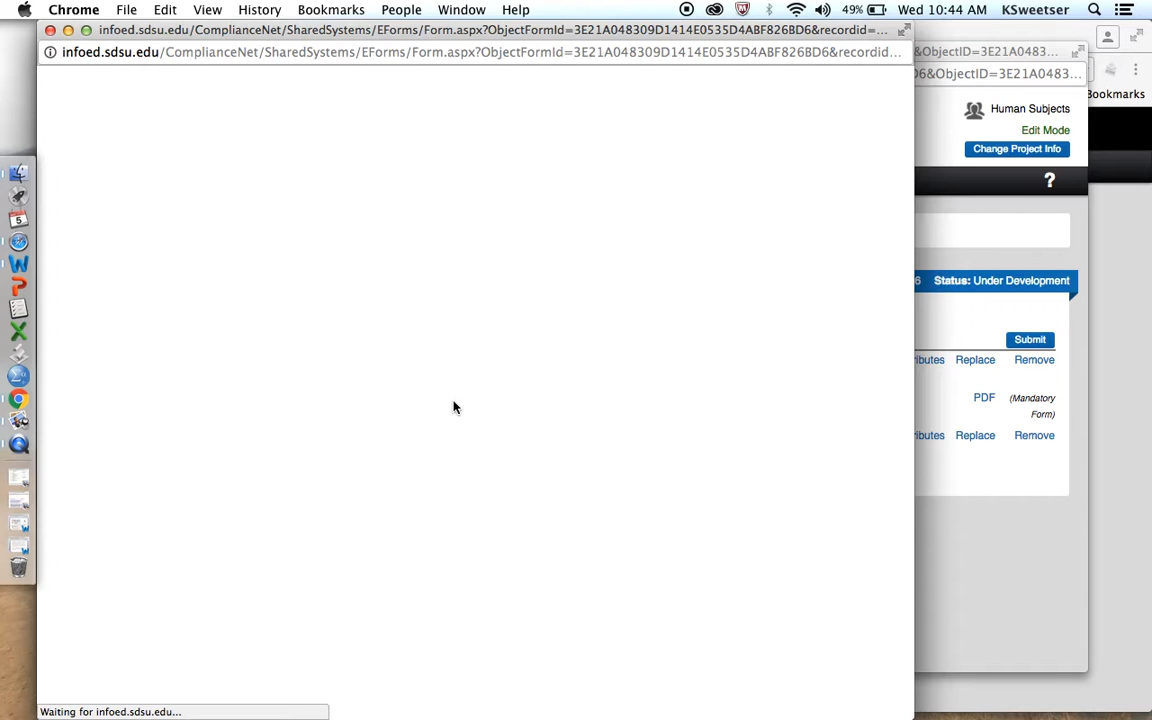 Chrome File Edit View History Bookmarks People Window Help 49% Wed 10:44 AM KSweetser
infoed.sdsu.edu/ComplianceNet/SharedSystems/EForms/Form.aspx?ObjectFormId=3E21A048309D1414E0535D4ABF826BD6&recordid=...
infoed.sdsu.edu/ComplianceNet/SharedSystems/EForms/Form.aspx?ObjectFormId=3E21A048309D1414E0535D4ABF826BD6&recordid...
&ObjectID=3E21A0483...
D6&ObjectID=3E21A0483...
Bookmarks
Human Subjects
Edit Mode
Change Project Info
?
5
6 Status: Under Development
Submit
ributes Replace Remove
PDF (Mandatory
Form)
ributes Replace Remove
Waiting for infoed.sdsu.edu...